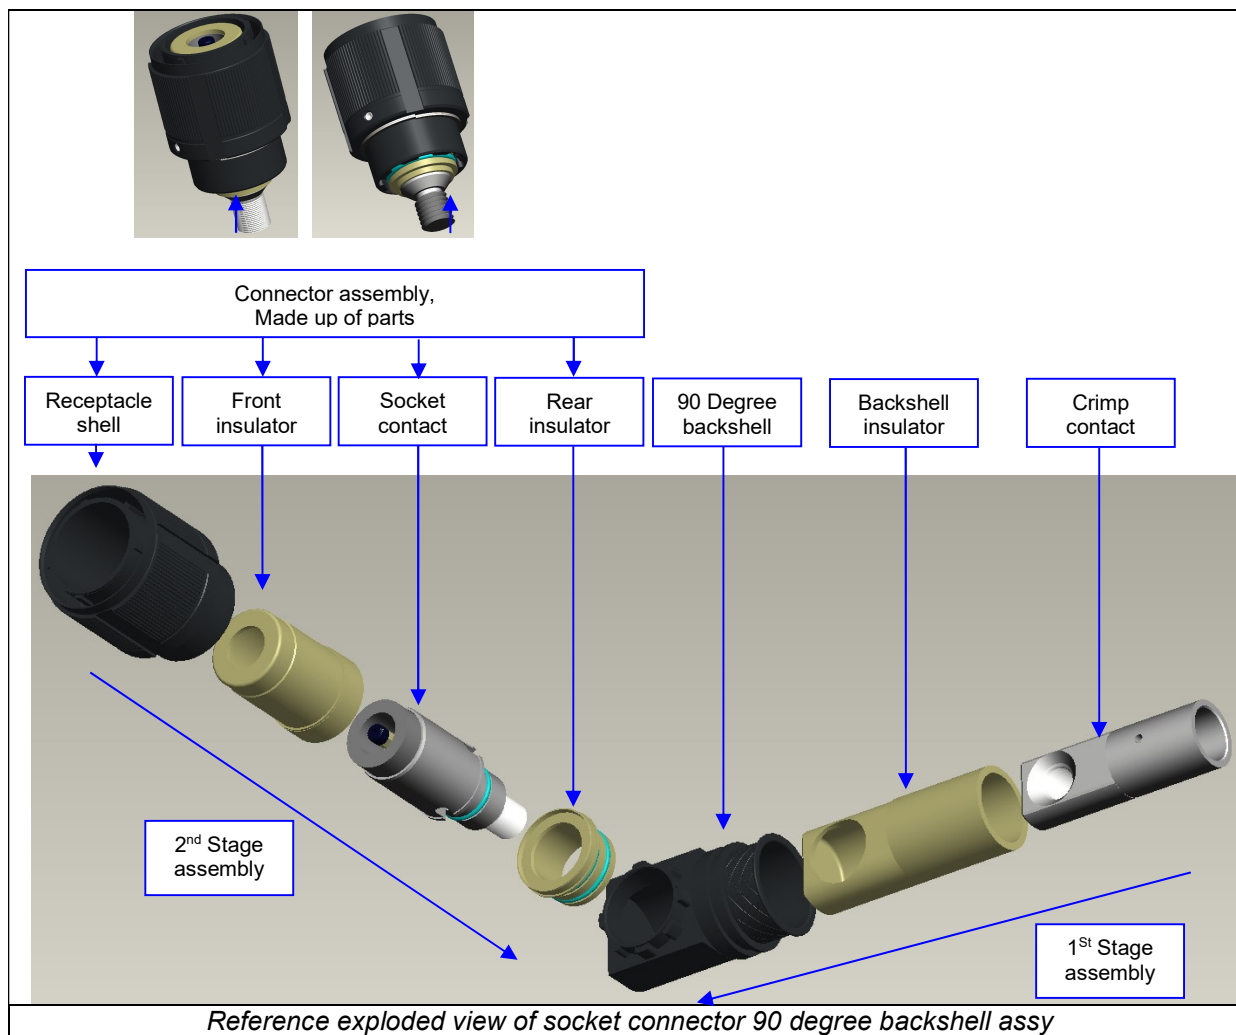 Connector assembly,
Made up of parts
Receptacle
shell
Front
insulator
Socket
contact
Rear
insulator
90 Degree
backshell
Backshell
insulator
Crimp
contact
2nd Stage
assembly
1St Stage
assembly
Reference exploded view of socket connector 90 degree backshell assy